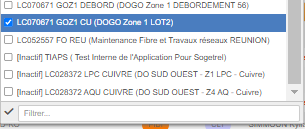 LC070671 GOZ1 DEBORD (DOGO Zone 1 DEBORDEMENT 56)
LC070671 GOZ1 CU (DOGO Zone 1 LOT2)
LC052557 FO REU (Maintenance Fibre et Travaux réseaux REUNION)
[Inactif] TIAPS ( Test Interne de l'Application Pour Sogetrel)
[Inactif] LC028372 LPC CUIVRE (DO SUD OUEST - Z1 LPC - Cuivre)
[Inactif] LC028372 AQU CUIVRE (DO SUD OUEST - Z4 AQ - Cuivre)
Filtrer...